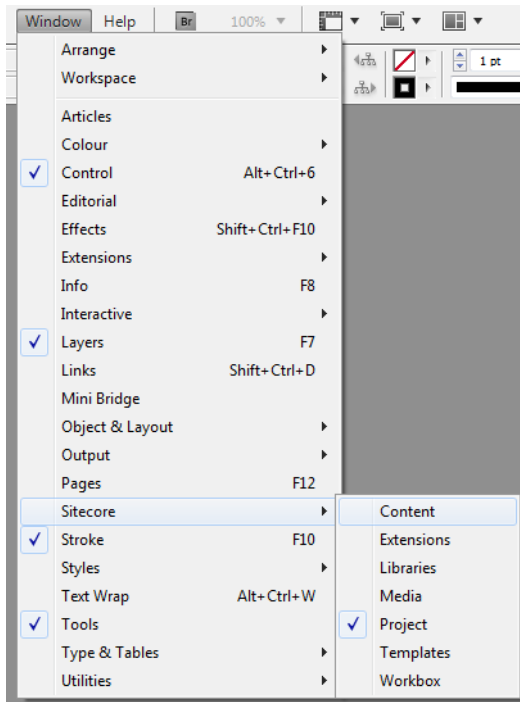 Window Help Br 100%
1 pt
Arrange
Workspace
Articles
Colour
Control Alt+Ctrl+6
Editorial
Effects Shift+Ctrl+F10
Extensions
Info F8
Interactive
Layers F7
Links Shift+Ctrl+D
Mini Bridge
Object & Layout
Output
Pages F12
Sitecore
Stroke F10
Styles
Text Wrap Alt+Ctrl+W
Tools
Type & Tables
Utilities
Content
Extensions
Libraries
Media
Project
Templates
Workbox